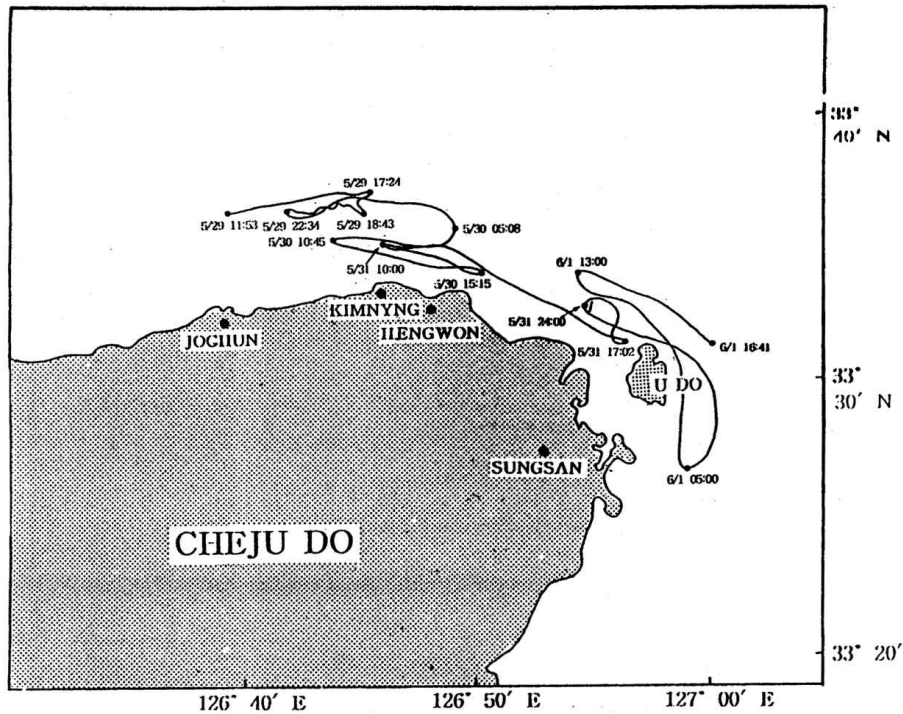 33°
40′ N
5/29 17:24
5/29 11:53
5/29 22:34
5/29 18:43
5/30 05:08
5/30 10:45
5/31 10:00
5/30 15:15
6/1 13:00
KIMNYNG
HENGWON
JOGHUN
5/31 24:00
5/31 17:02
6/1 16:41
U DO
33°
30′ N
SUNGSAN
6/1 05:00
CHEJU DO
33° 20′
126° 40′ E
126° 50′ E
127° 00′ E